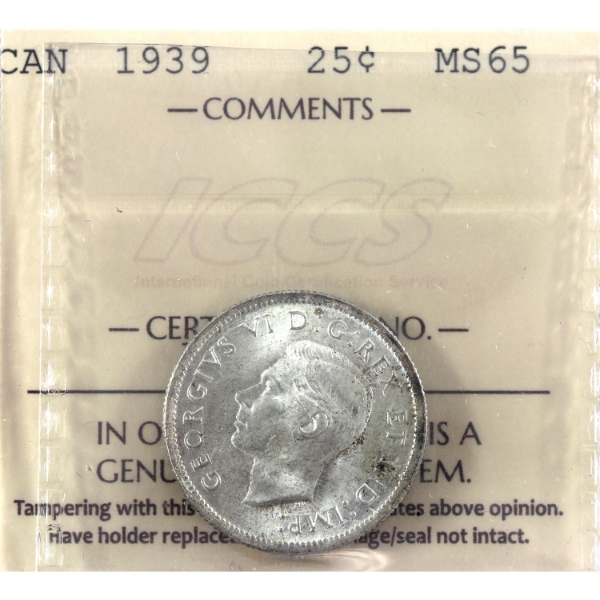 CAN 1939 25¢ MS65
— COMMENTS —
ICCS
International Coin Certification Service
— CERT NO. —
GEORGIVS VI D. G. REX ET IND: IMP:
IN O IS A
GENU EM.
Tampering with this tes above opinion.
Have holder replace age/seal not intact.